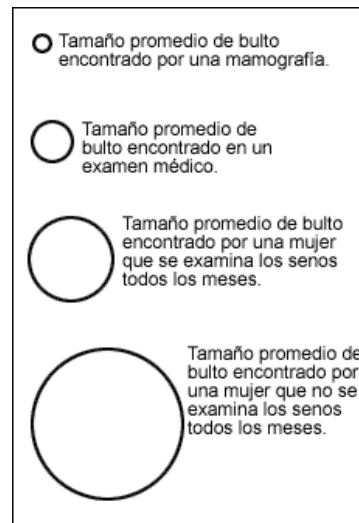 Tamaño promedio de bulto
encontrado por una mamografía.
Tamaño promedio de
bulto encontrado en un
examen médico.
Tamaño promedio de bulto
encontrado por una mujer
que se examina los senos
todos los meses.
Tamaño promedio de
bulto encontrado por
una mujer que no se
examina los senos
todos los meses.